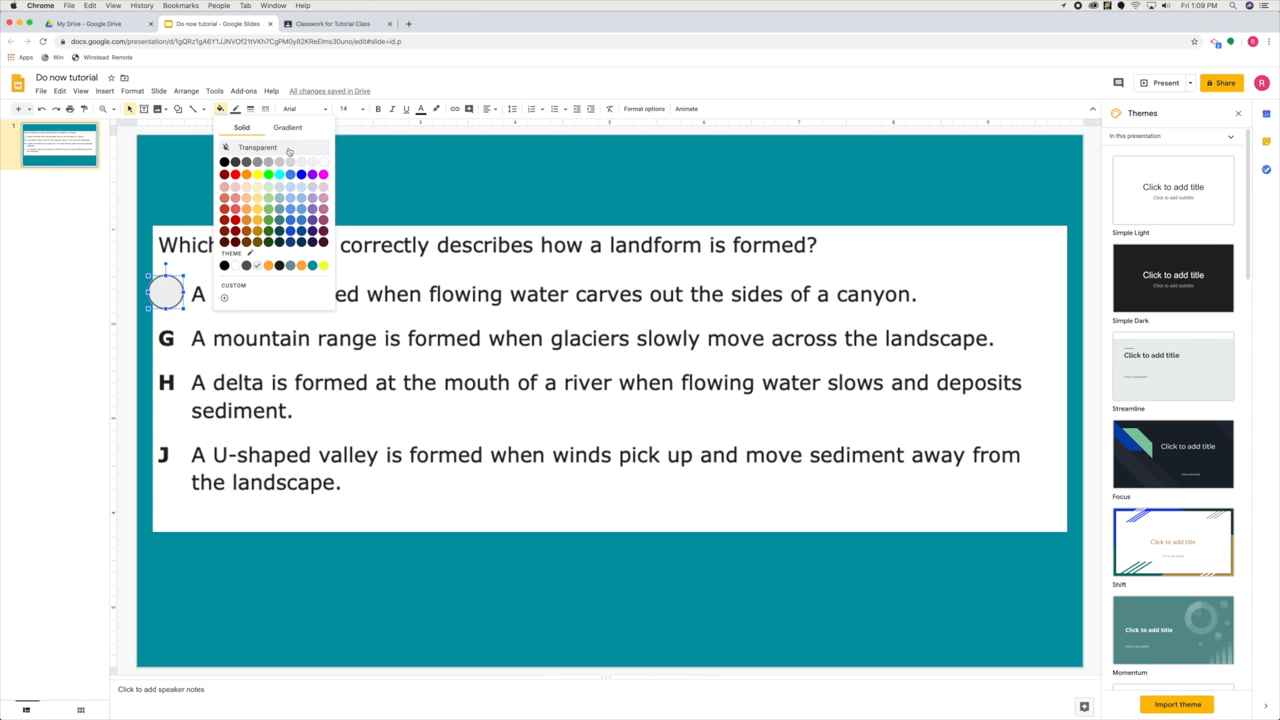 Chrome File Edit View History Bookmarks People Tab Window Help
Fri 1:09 PM
My Drive - Google Drive
Do now tutorial - Google Slides
Classwork for Tutorial Class
docs.google.com/presentation/d/1gQRz1gA6Y1JJNVOf21tVKh7CgPM0y82KReElms30uno/edit#slide=id.p
Apps Win Winstead Remote
Do now tutorial
File Edit View Insert Format Slide Arrange Tools Add-ons Help All changes saved in Drive
Present
Share
Arial 14 Format options Animate
Solid Gradient
Transparent
THEME
CUSTOM
Which correctly describes how a landform is formed?
A ed when flowing water carves out the sides of a canyon.
G A mountain range is formed when glaciers slowly move across the landscape.
H A delta is formed at the mouth of a river when flowing water slows and deposits
sediment.
J A U-shaped valley is formed when winds pick up and move sediment away from
the landscape.
Click to add speaker notes
Themes
In this presentation
Click to add title
Click to add subtitle
Simple Light
Click to add title
Click to add subtitle
Simple Dark
Click to add title
Streamline
Click to add title
Focus
Click to add title
Shift
Click to add title
Momentum
Import theme